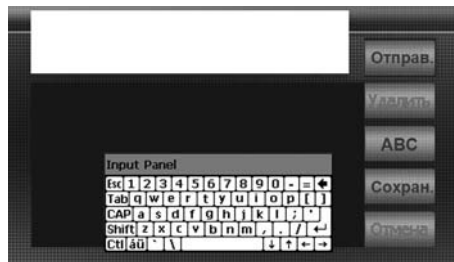 Отправ.
Удалить
ABC
Сохран.
Отмена
Input Panel
Esc 1 2 3 4 5 6 7 8 9 0 - =
Tab q w e r t y u i o p [ ]
CAP a s d f g h j k l ; '
Shift z x c v b n m , . /
Ctl áü ` \